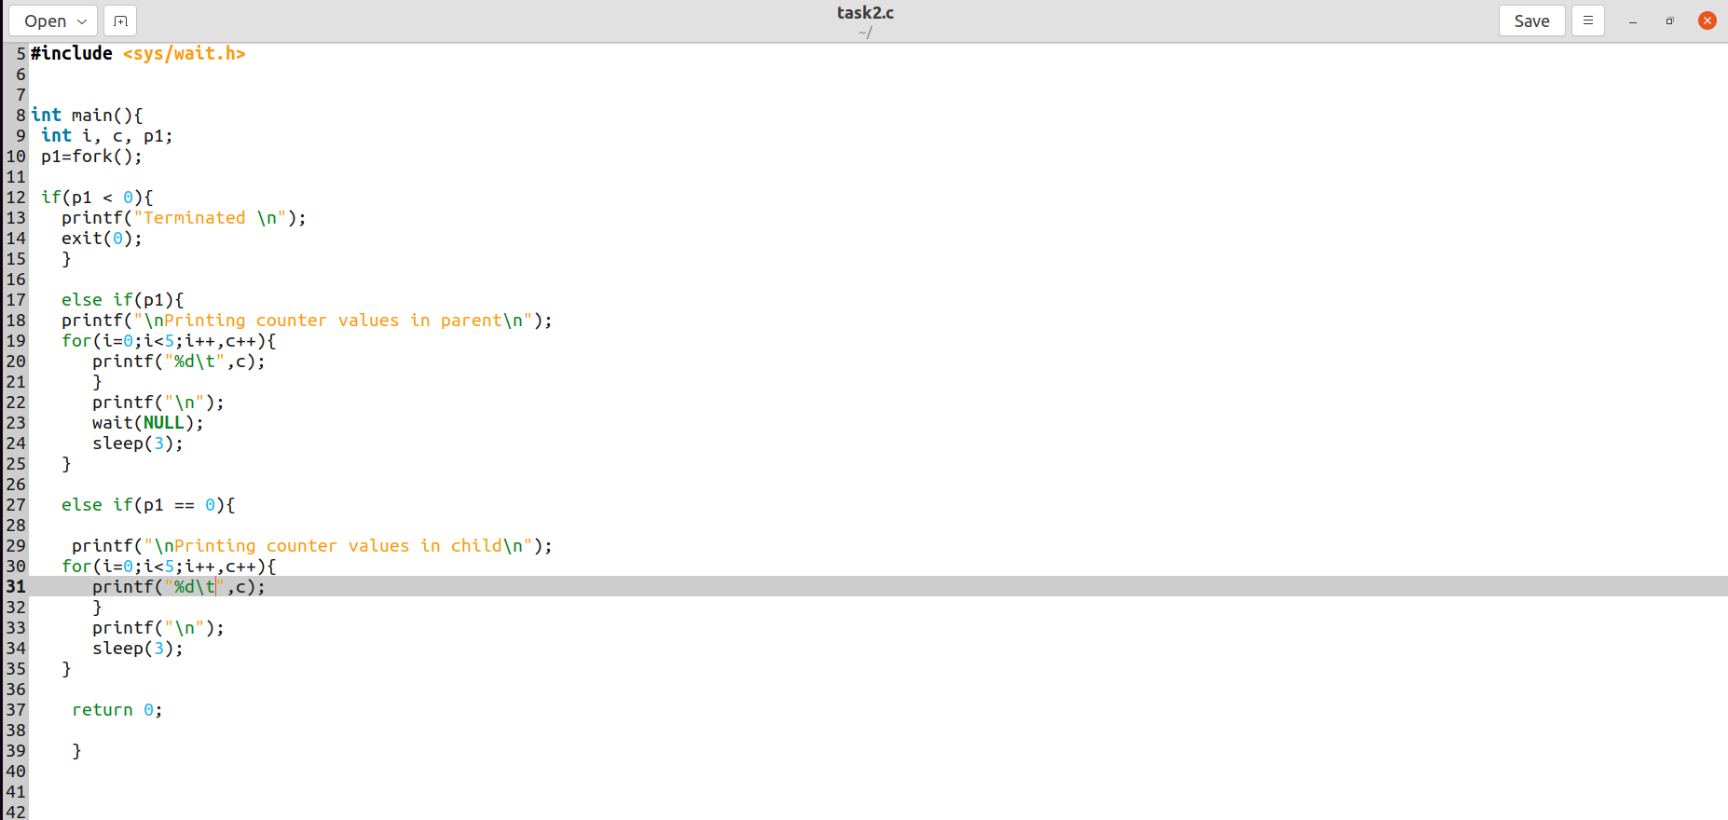 Open
task2.c
~/
Save
5 #include <sys/wait.h>
6
7
8 int main(){
9  int i, c, p1;
10  p1=fork();
11
12  if(p1 < 0){
13    printf("Terminated \n");
14    exit(0);
15    }
16
17    else if(p1){
18    printf("\nPrinting counter values in parent\n");
19    for(i=0;i<5;i++,c++){
20       printf("%d\t",c);
21       }
22       printf("\n");
23       wait(NULL);
24       sleep(3);
25    }
26
27    else if(p1 == 0){
28
29     printf("\nPrinting counter values in child\n");
30    for(i=0;i<5;i++,c++){
31       printf("%d\t",c);
32       }
33       printf("\n");
34       sleep(3);
35    }
36
37     return 0;
38
39     }
40
41
42